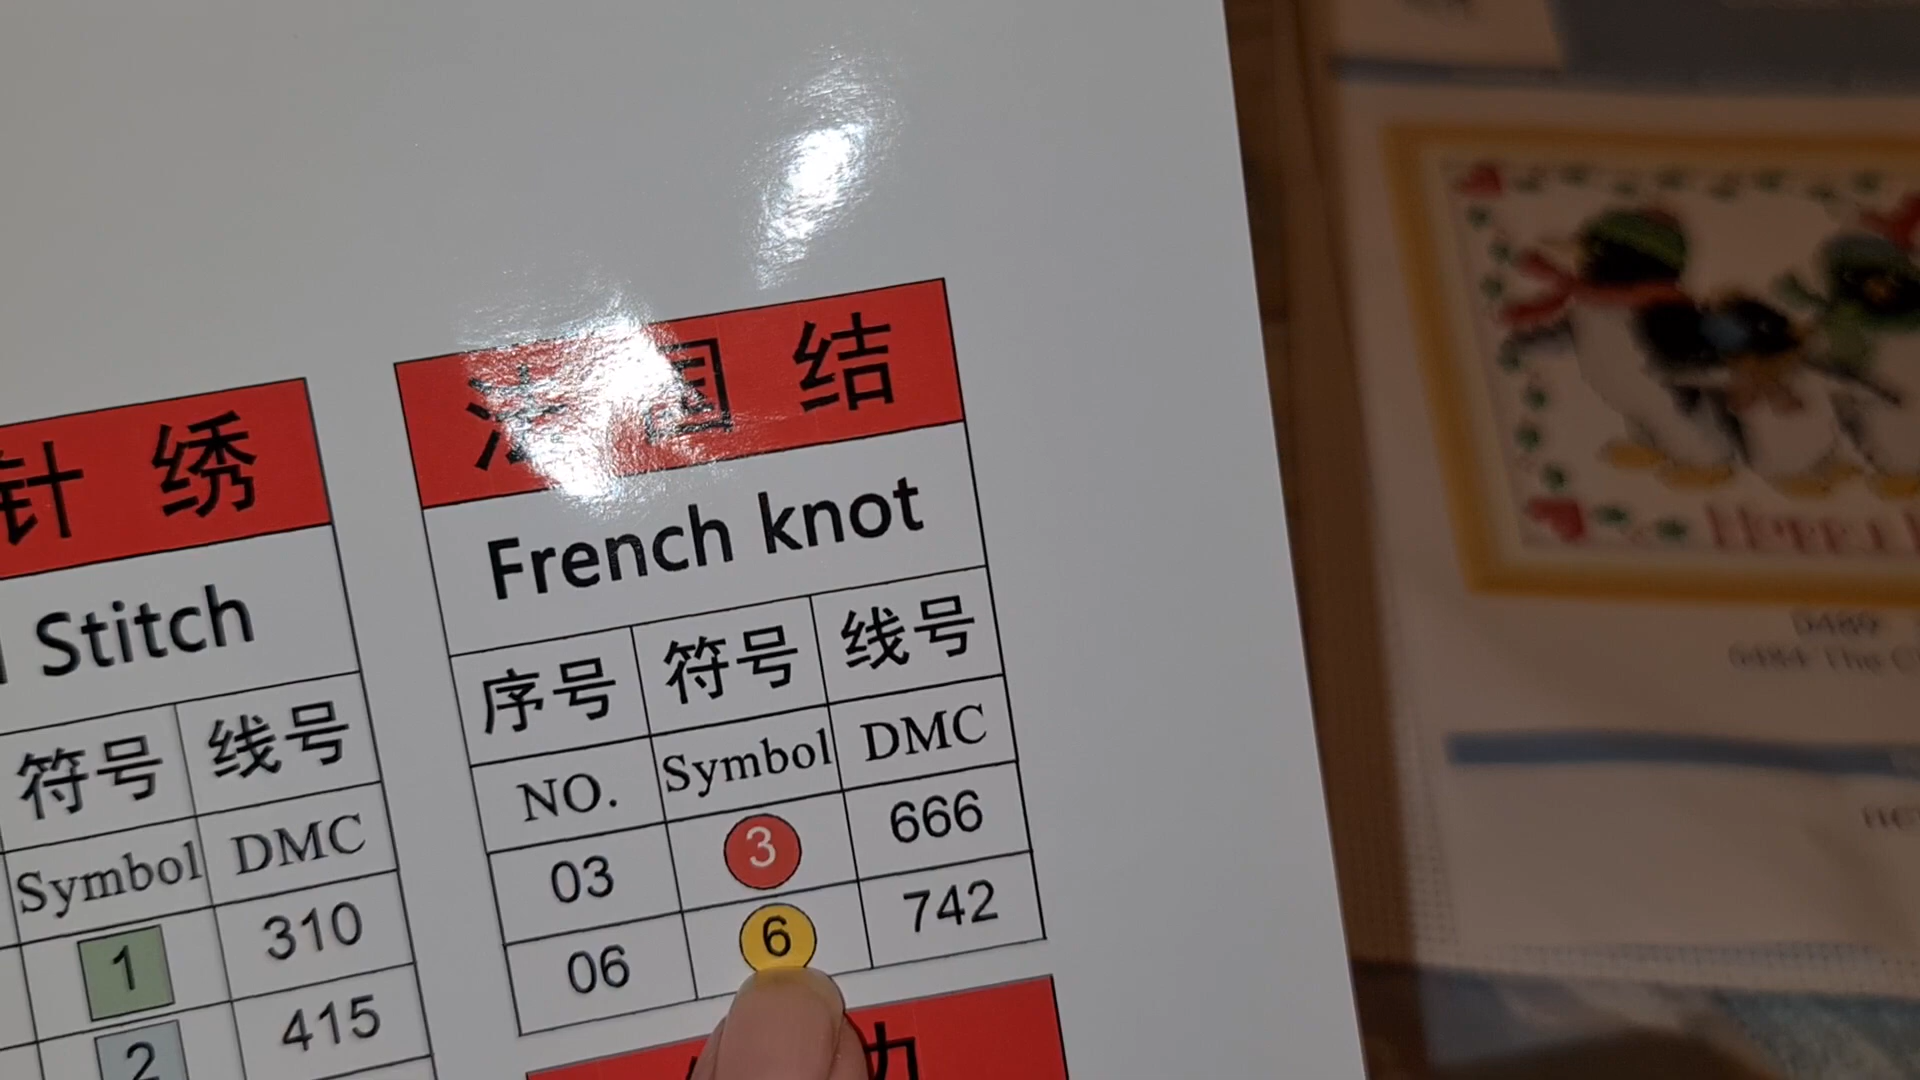 针 绣
Stitch
符号 线号
Symbol DMC
1 310
2 415
法 国 结
French knot
序号 符号 线号
NO. Symbol DMC
03 3 666
06 6 742